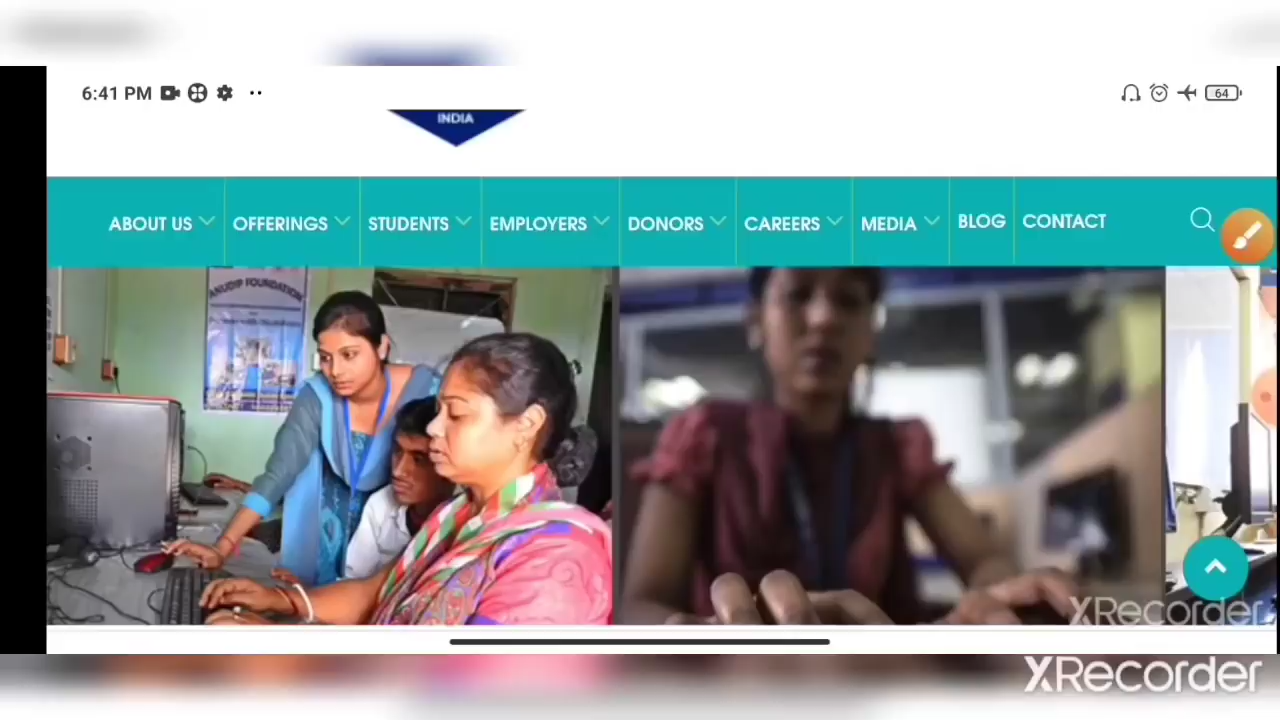 6:41 PM
64
INDIA
ABOUT US OFFERINGS STUDENTS EMPLOYERS DONORS CAREERS MEDIA BLOG CONTACT
ANUDIP FOUNDATION
XRecorder
XRecorder